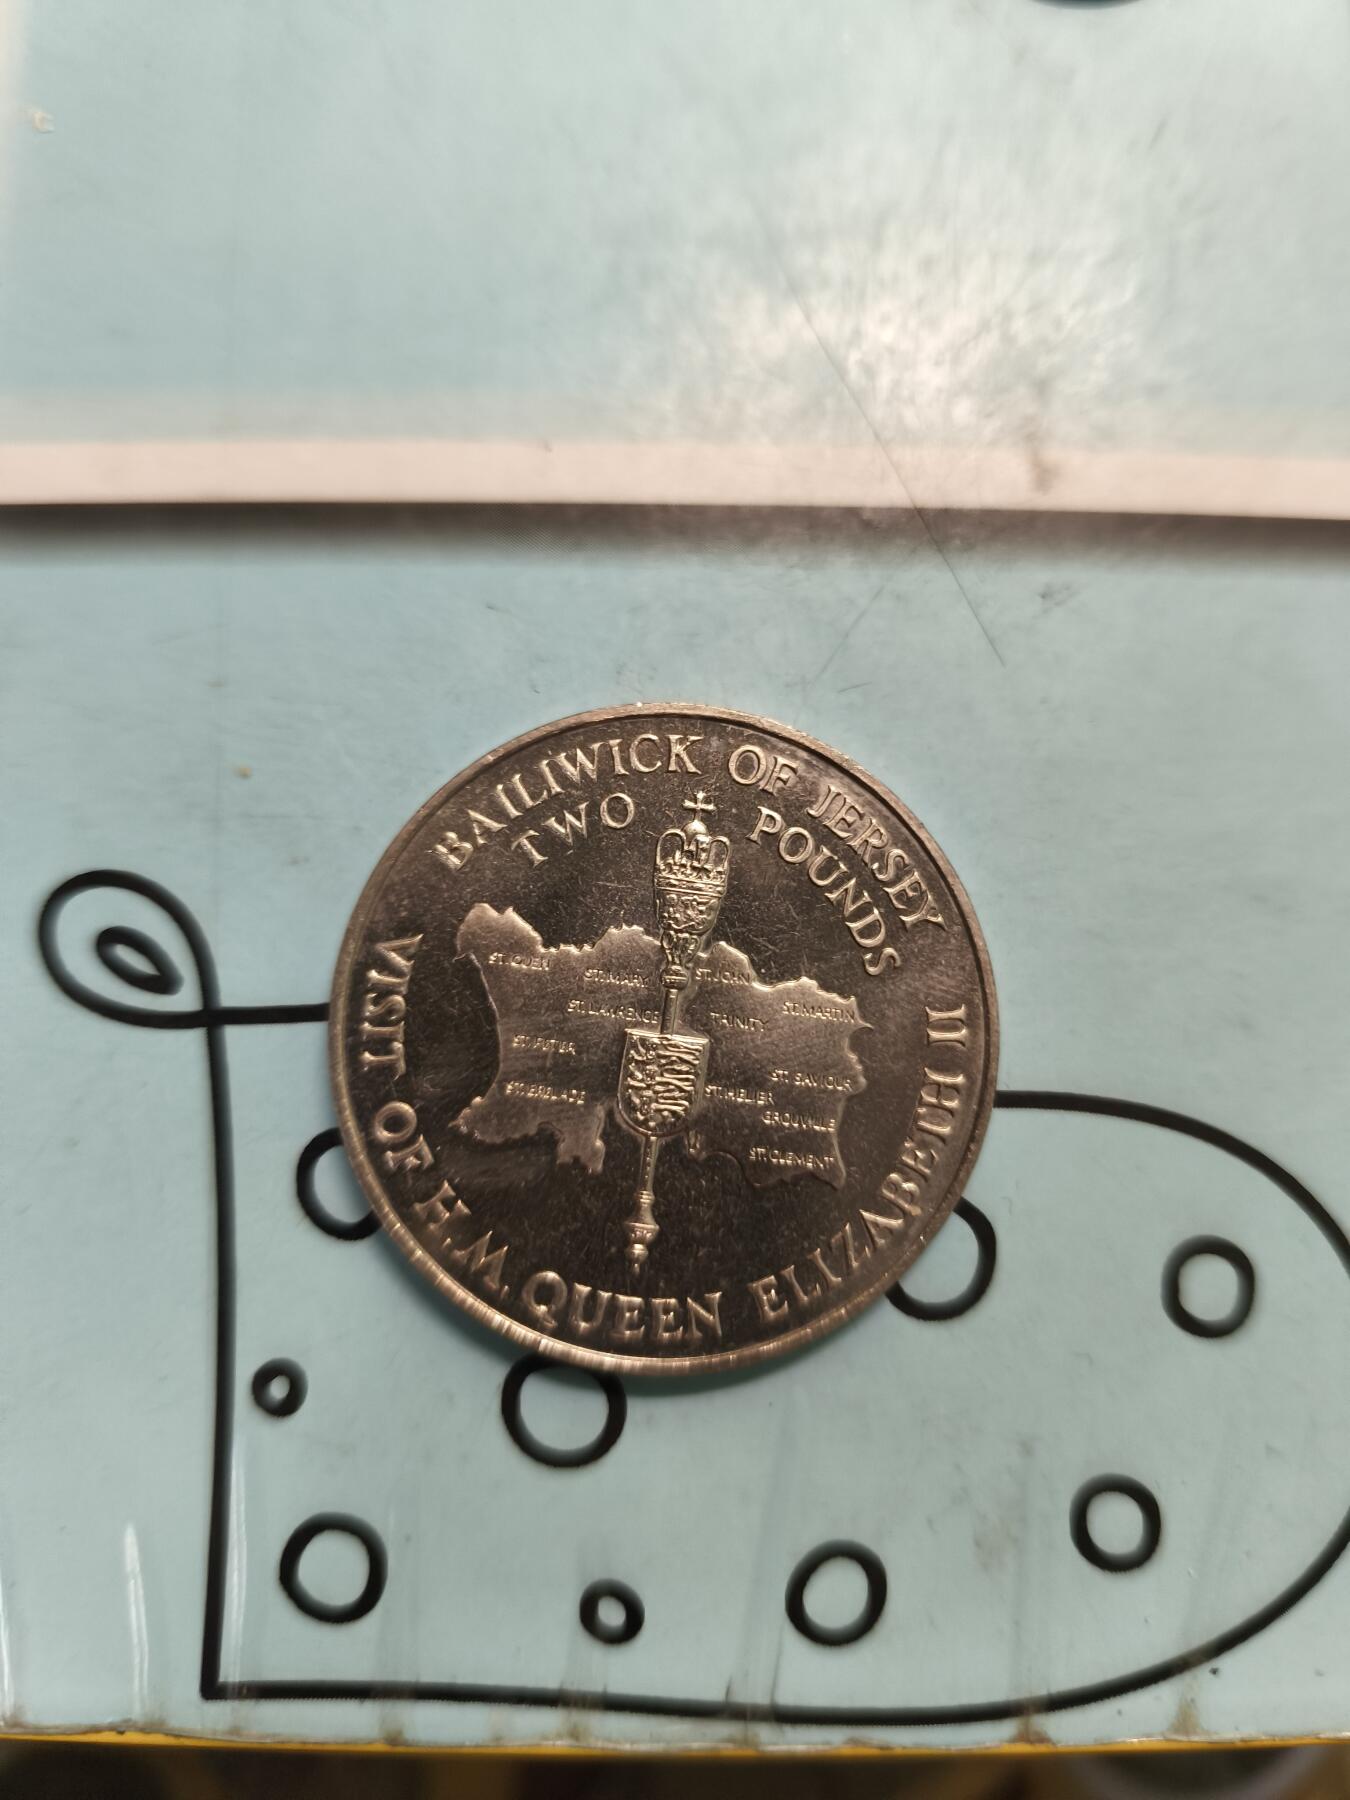 BAILIWICK OF JERSEY
TWO POUNDS
ST. OUEN
ST. MARY
ST. JOHN
ST. MARTIN
ST. LAWRENCE
TRINITY
ST. PETER
ST. SAVIOUR
ST. BRELADE
ST. HELIER
GROUVILLE
ST. CLEMENT
VISIT OF H.M. QUEEN ELIZABETH II